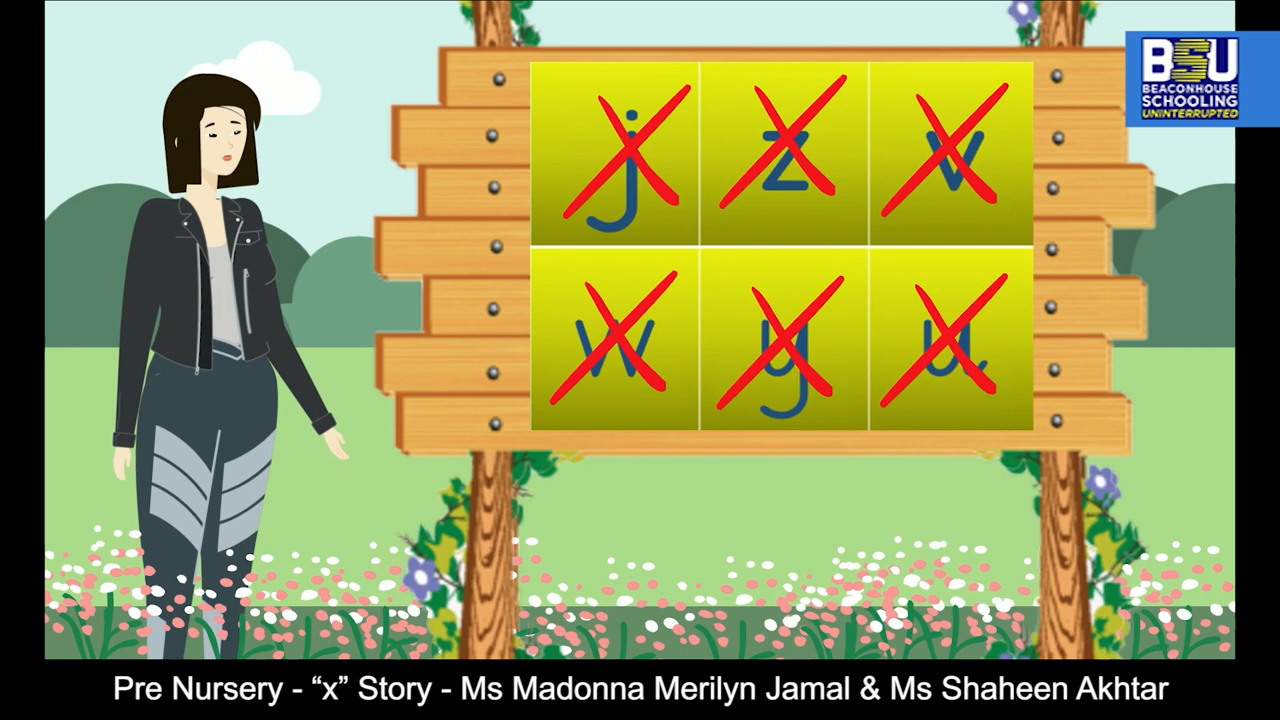 BSU
BEACONHOUSE
SCHOOLING
UNINTERRUPTED
j z v
w y u
Pre Nursery - “x” Story - Ms Madonna Merilyn Jamal & Ms Shaheen Akhtar